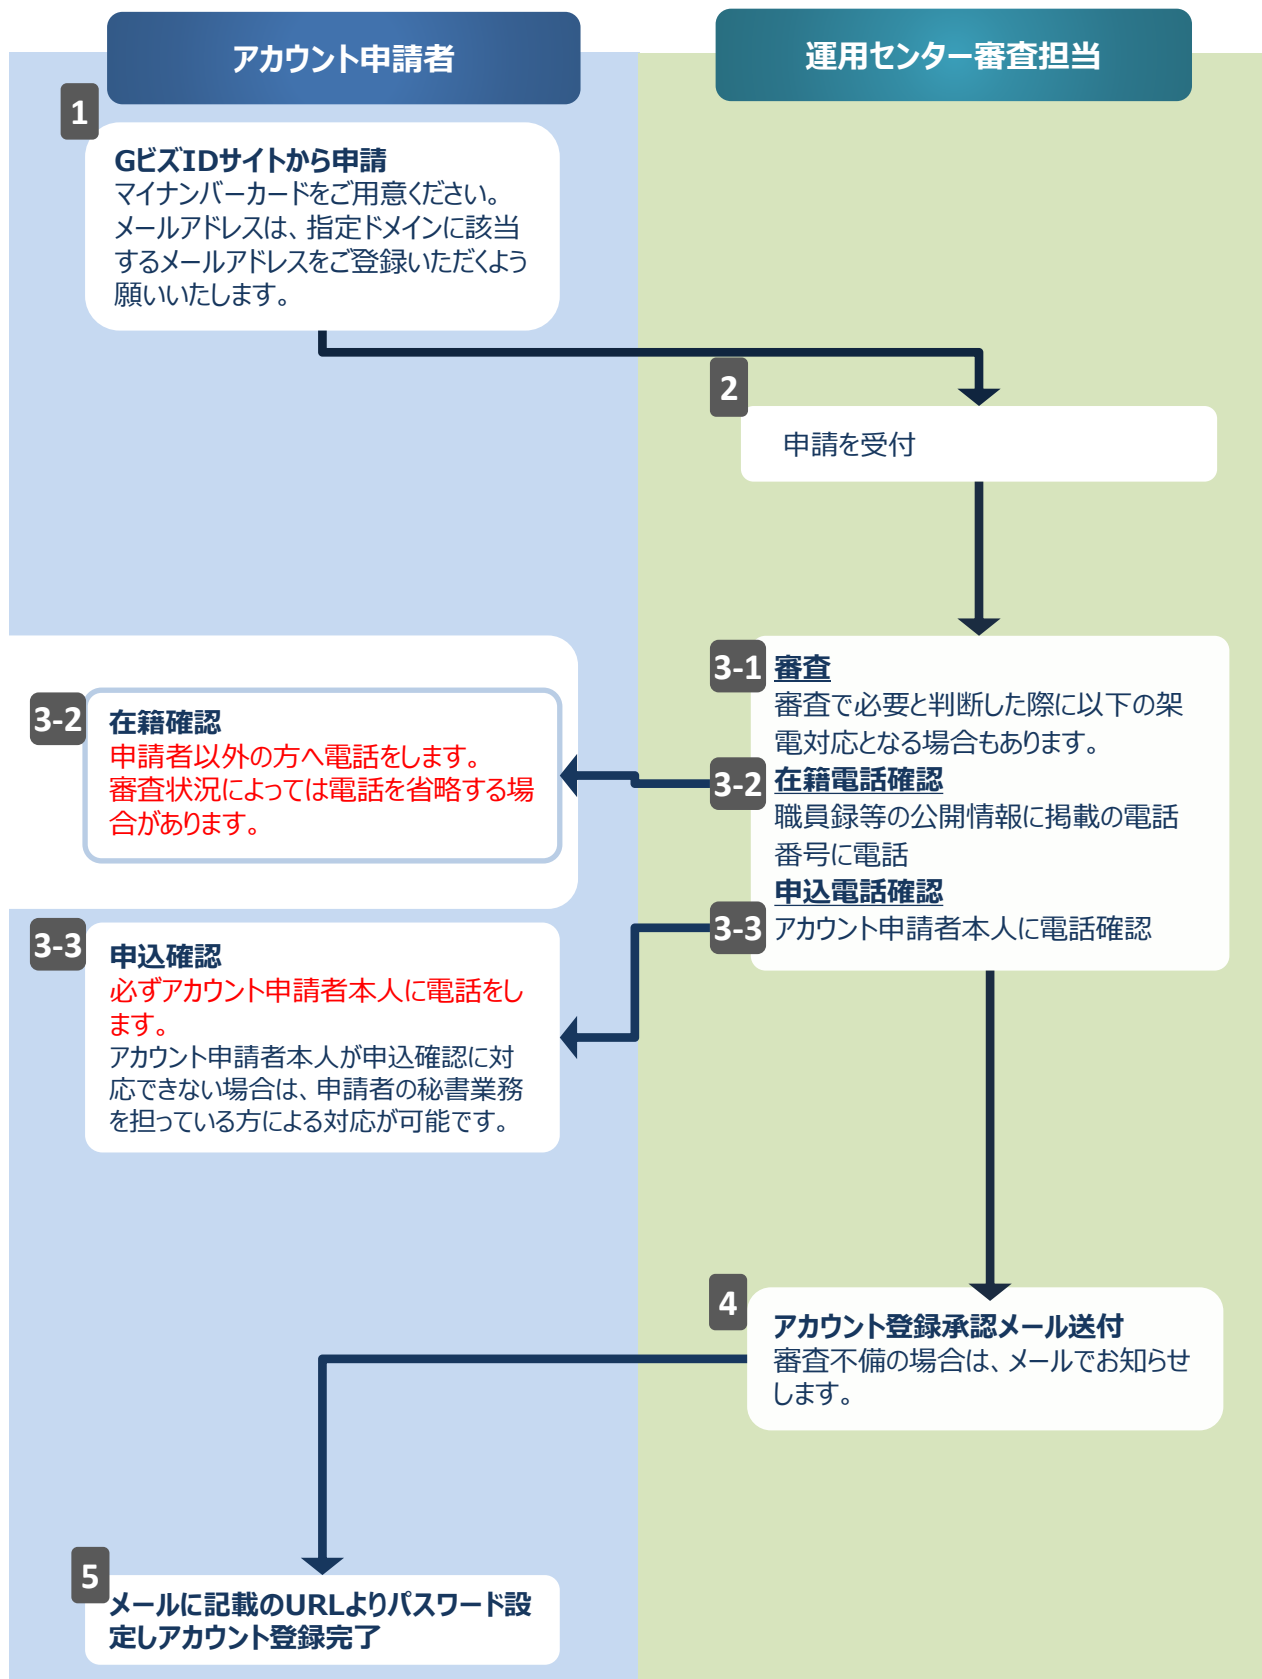 アカウント申請者
運用センター審査担当
1
GビズIDサイトから申請
マイナンバーカードをご用意ください。
メールアドレスは、指定ドメインに該当
するメールアドレスをご登録いただくよう
願いいたします。
2
申請を受付
3-1
審査
審査で必要と判断した際に以下の架
電対応となる場合もあります。
3-2
在籍電話確認
職員録等の公開情報に掲載の電話
番号に電話
申込電話確認
3-3
アカウント申請者本人に電話確認
3-2
在籍確認
申請者以外の方へ電話をします。
審査状況によっては電話を省略する場
合があります。
3-3
申込確認
必ずアカウント申請者本人に電話をし
ます。
アカウント申請者本人が申込確認に対
応できない場合は、申請者の秘書業務
を担っている方による対応が可能です。
4
アカウント登録承認メール送付
審査不備の場合は、メールでお知らせ
します。
5
メールに記載のURLよりパスワード設
定しアカウント登録完了